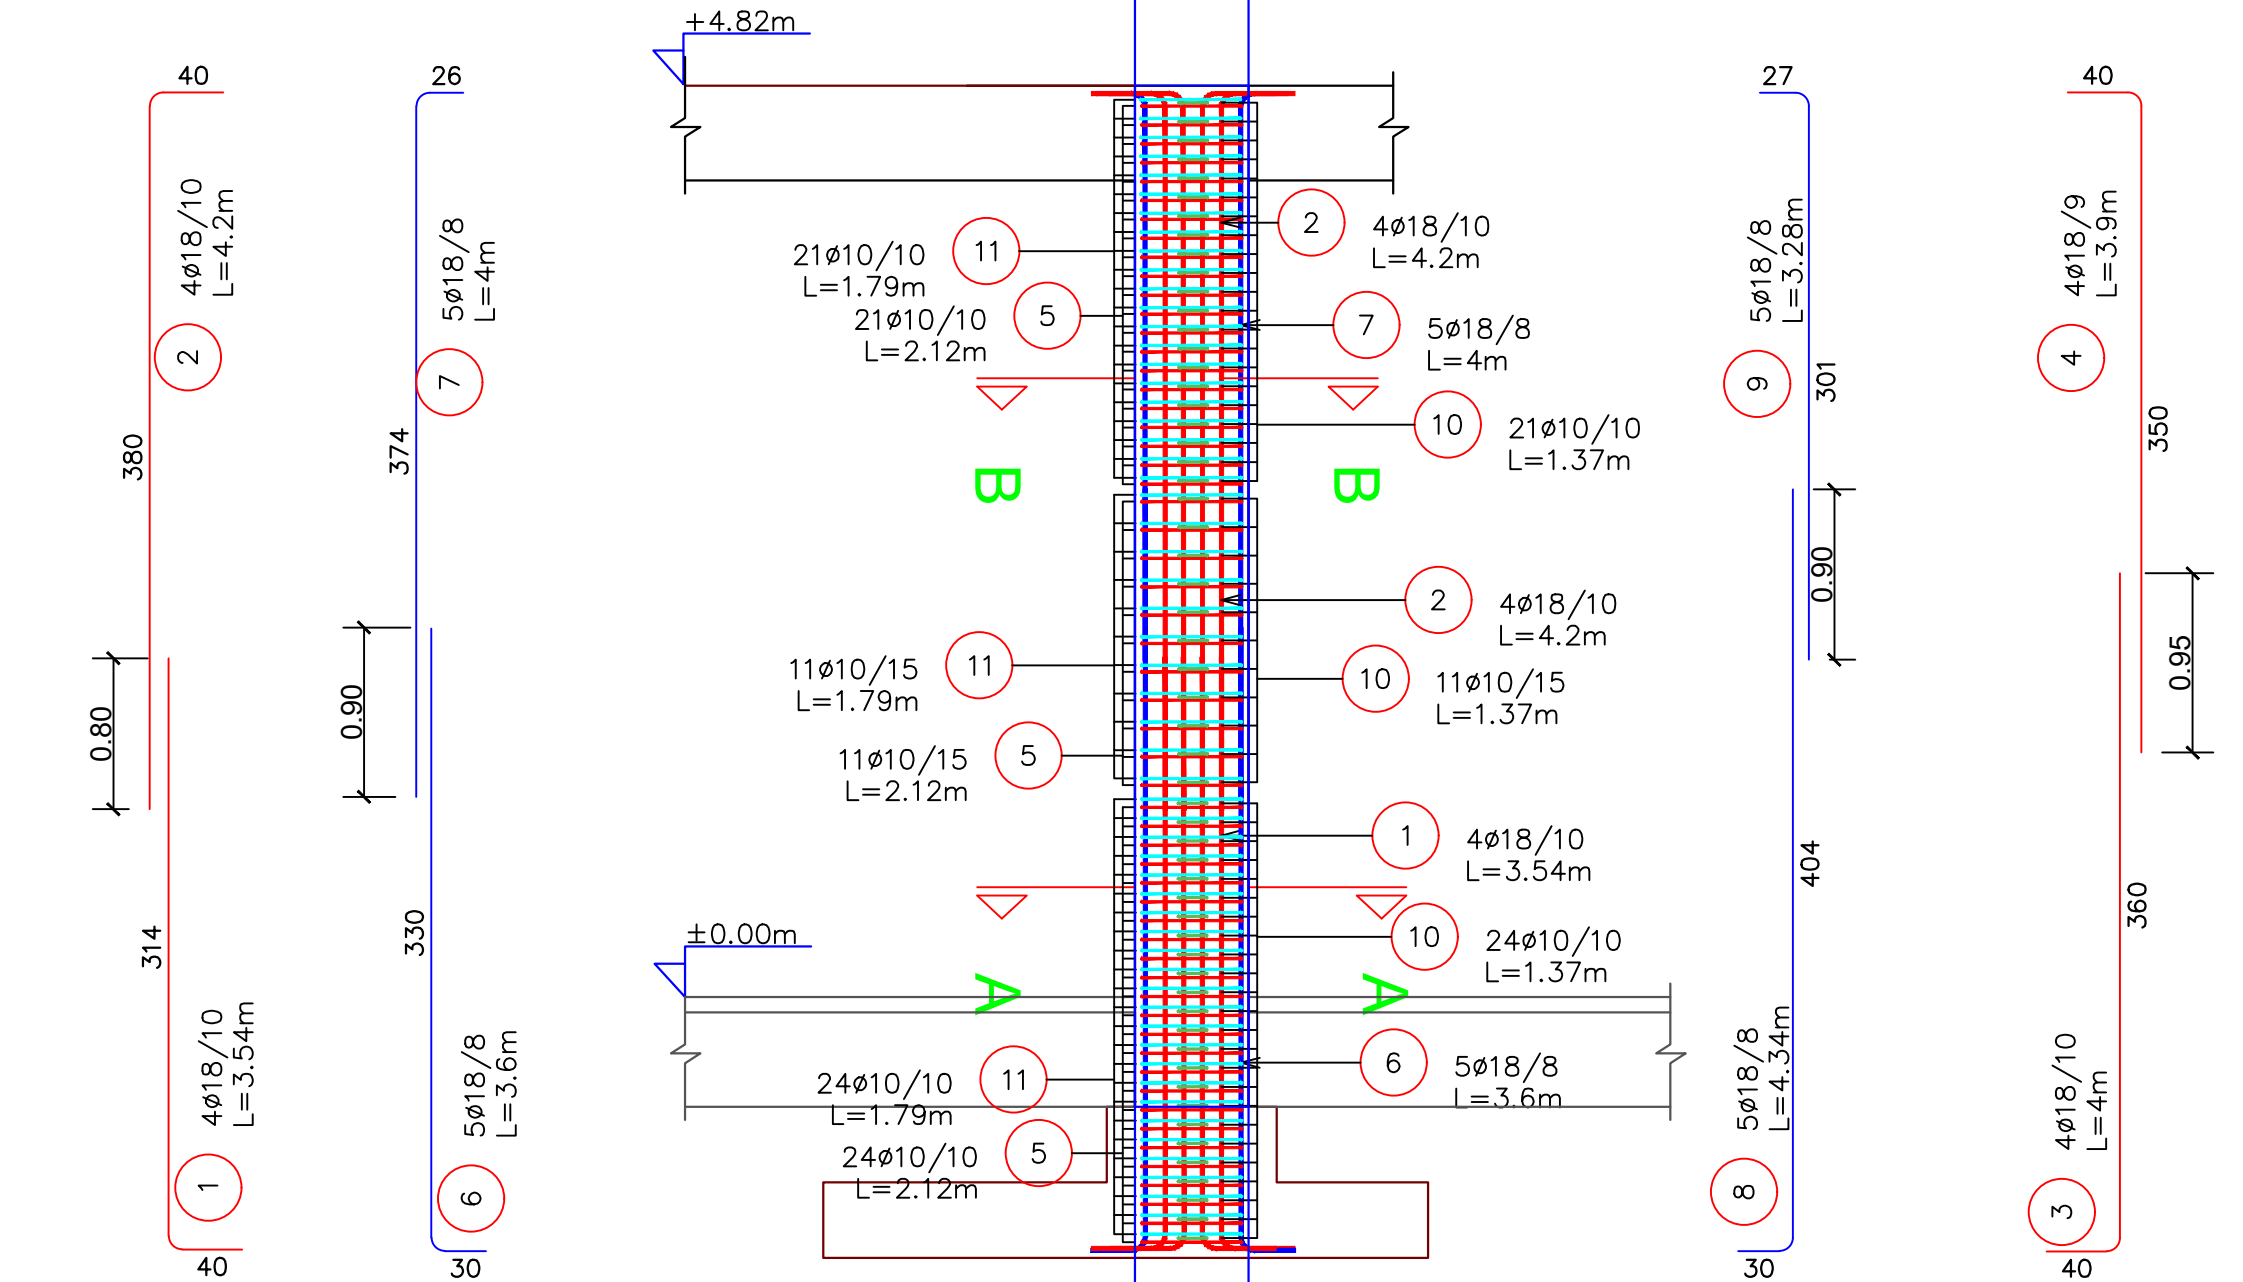 40
4ø18/10
L=4.2m
2
380
0.80
314
4ø18/10
L=3.54m
1
40
26
5ø18/8
L=4m
7
374
0.90
330
5ø18/8
L=3.6m
6
30
+4.82m
2
4ø18/10
L=4.2m
11
21ø10/10
L=1.79m
5
21ø10/10
L=2.12m
7
5ø18/8
L=4m
10
21ø10/10
L=1.37m
B
B
2
4ø18/10
L=4.2m
11
11ø10/15
L=1.79m
10
11ø10/15
L=1.37m
5
11ø10/15
L=2.12m
1
4ø18/10
L=3.54m
±0.00m
10
24ø10/10
L=1.37m
A
A
11
24ø10/10
L=1.79m
6
5ø18/8
L=3.6m
5
24ø10/10
L=2.12m
27
5ø18/8
L=3.28m
9
301
0.90
404
5ø18/8
L=4.34m
8
30
40
4ø18/9
L=3.9m
4
350
0.95
360
4ø18/10
L=4m
3
40